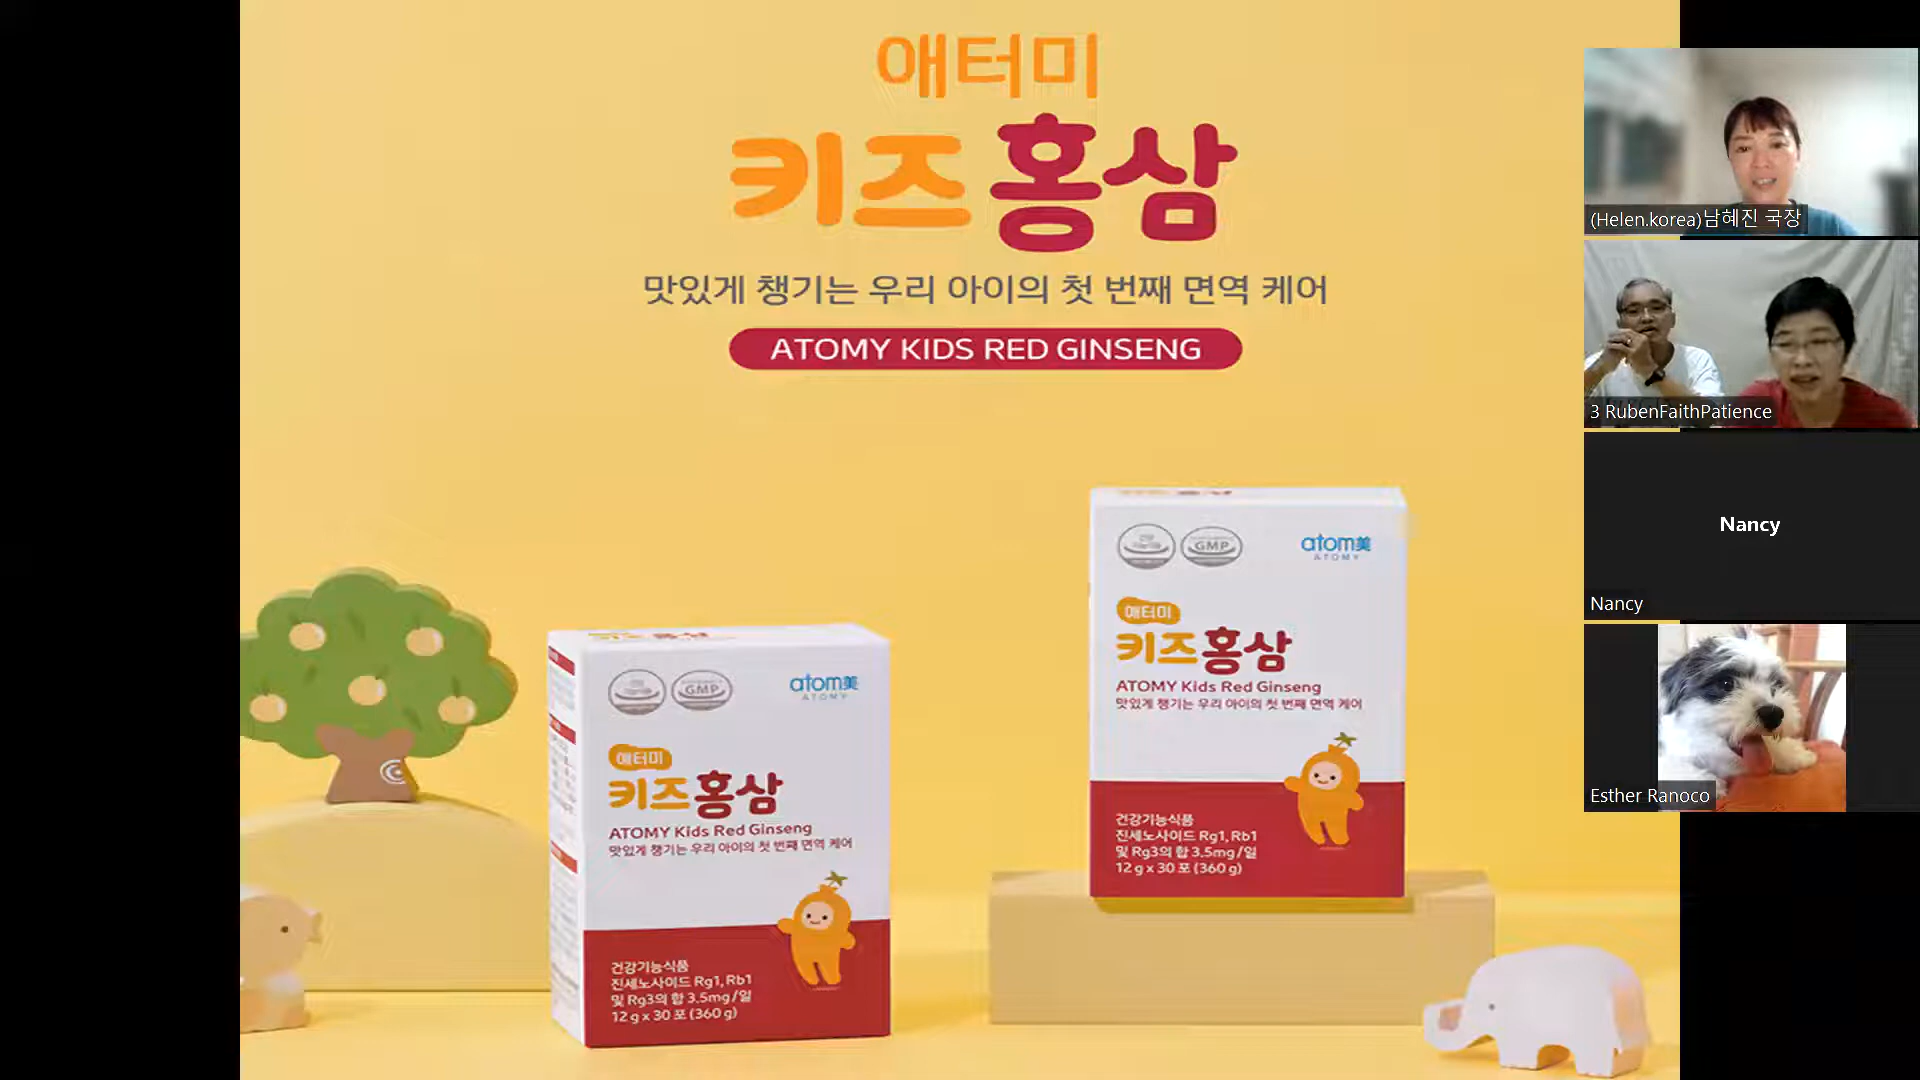 애터미
키즈홍삼
맛있게 챙기는 우리 아이의 첫 번째 면역 케어
ATOMY KIDS RED GINSENG
GMP
atom美
ATOMY
애터미
키즈홍삼
ATOMY Kids Red Ginseng
맛있게 챙기는 우리 아이의 첫 번째 면역 케어
건강기능식품
진세노사이드 Rg1, Rb1
및 Rg3의 합 3.5mg/일
12 g x 30 포 (360 g)
키즈 홍삼
GMP
atom美
ATOMY
애터미
키즈홍삼
ATOMY Kids Red Ginseng
맛있게 챙기는 우리 아이의 첫 번째 면역 케어
건강기능식품
진세노사이드 Rg1, Rb1
및 Rg3의 합 3.5mg/일
12 g x 30 포 (360 g)
(Helen.korea)남혜진 국장
3 RubenFaithPatience
Nancy
Nancy
Esther Ranoco